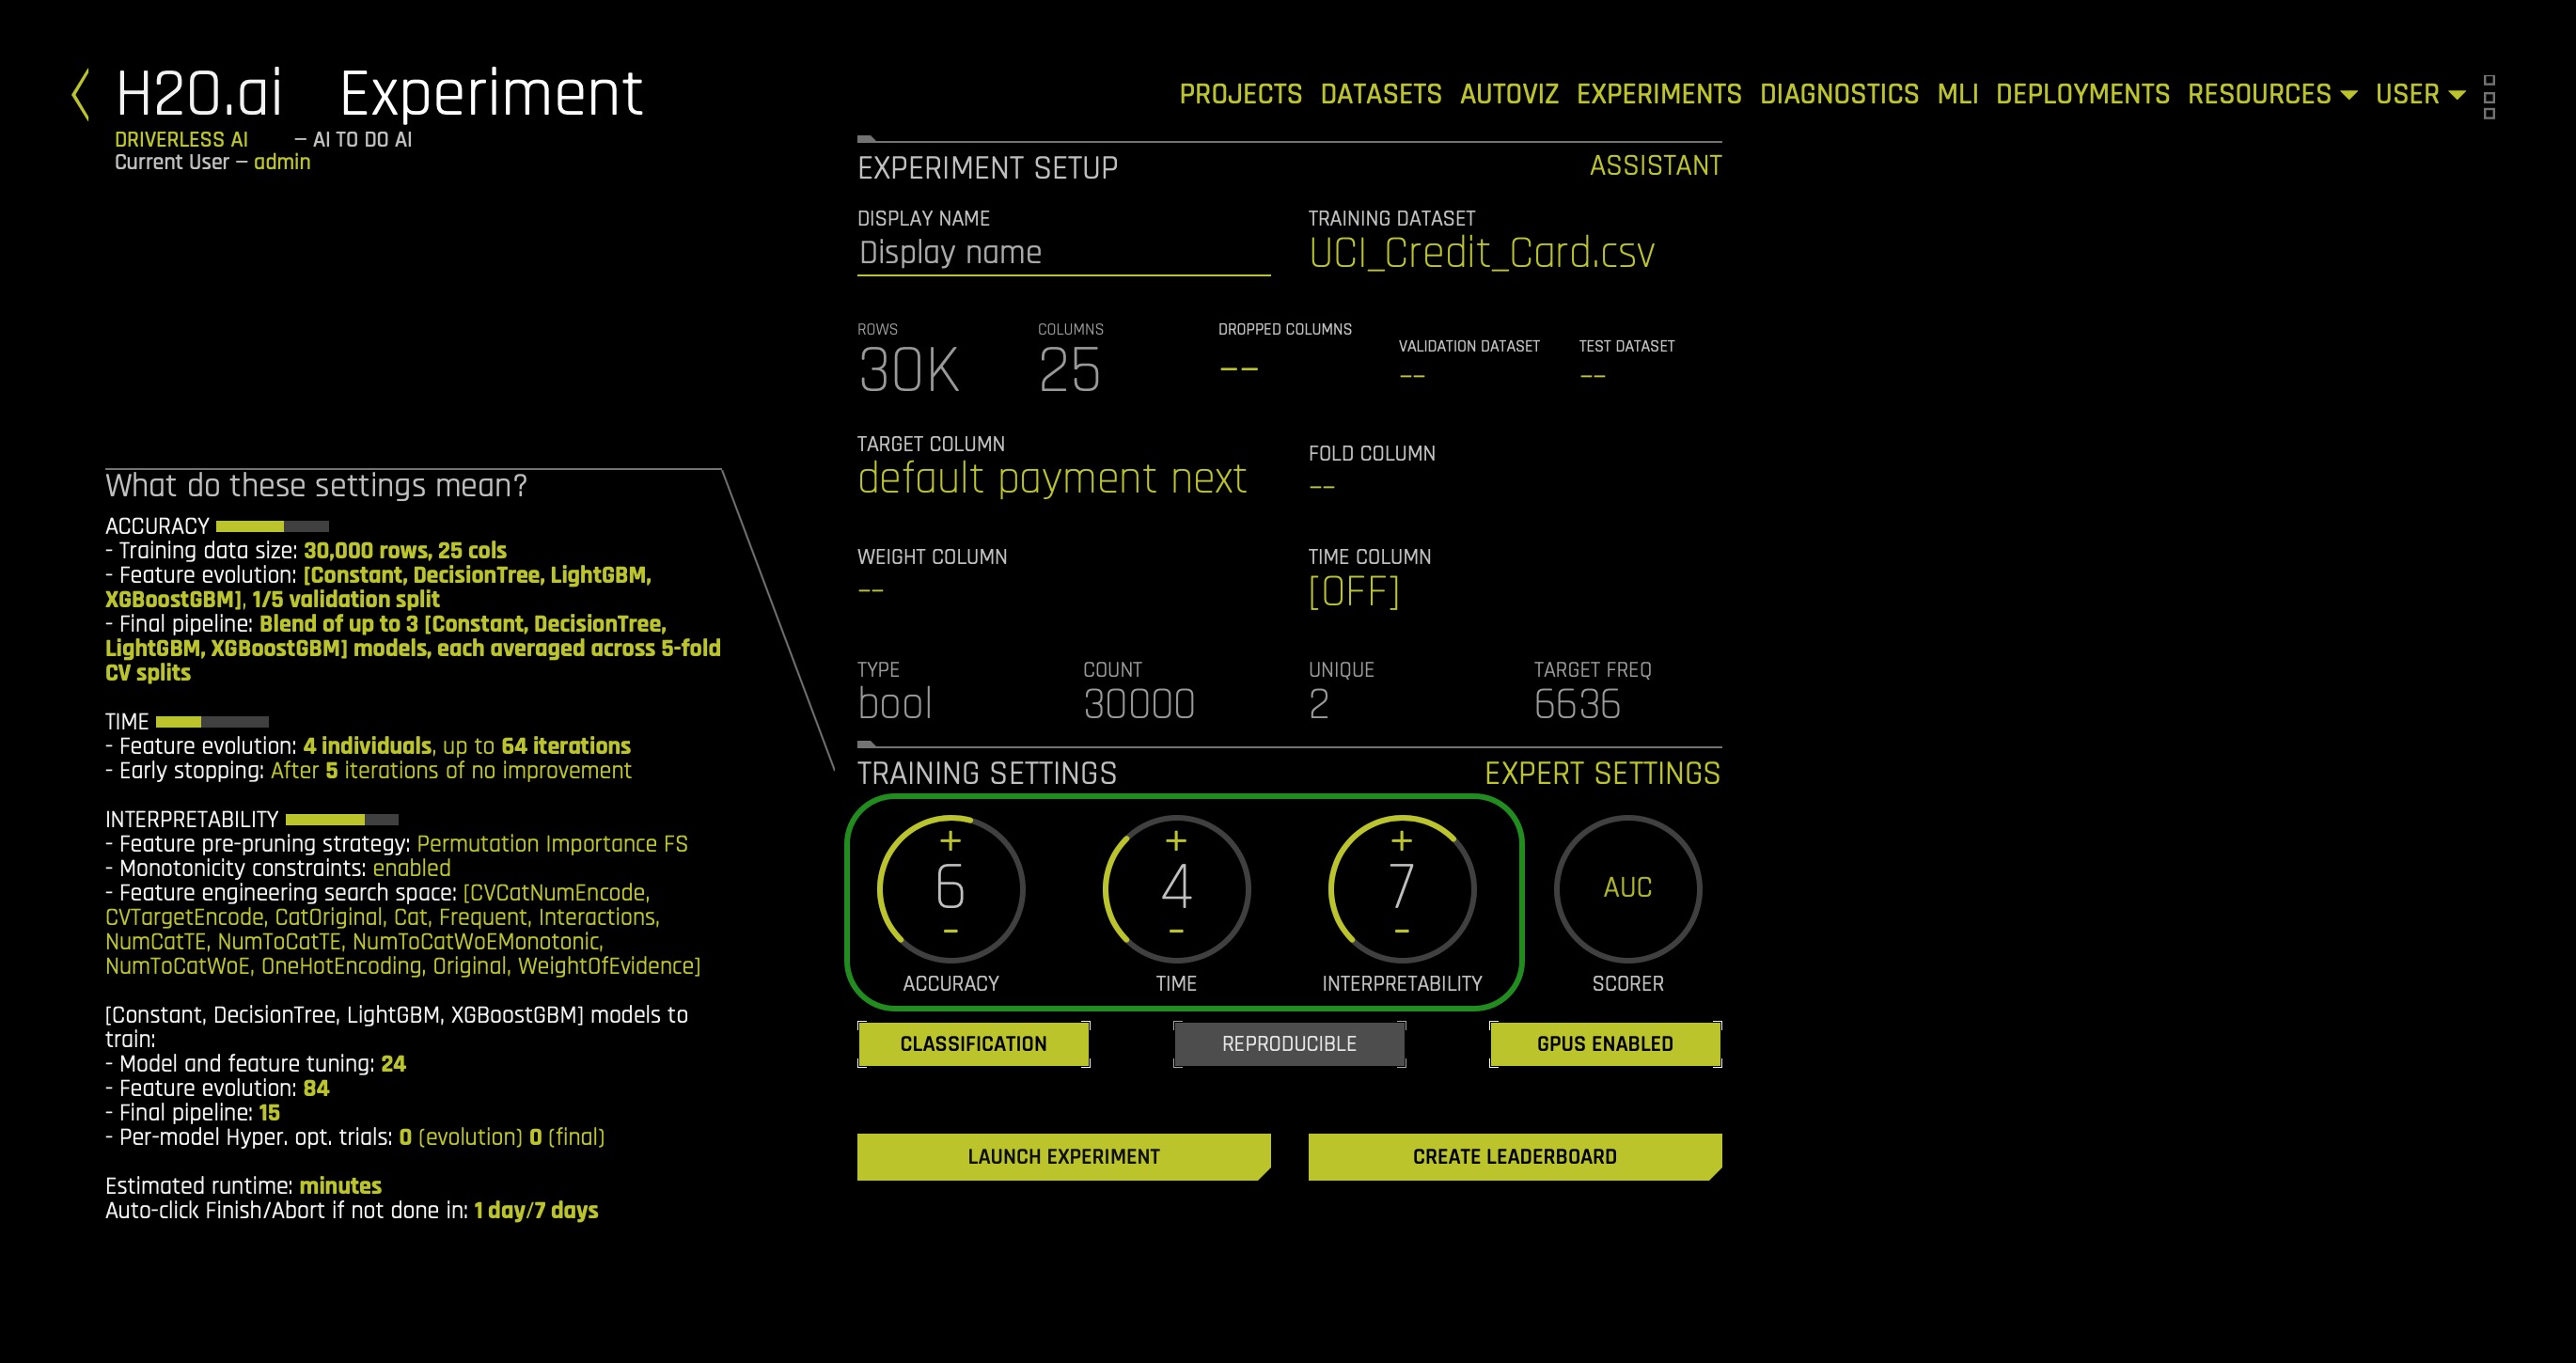 H2O.ai Experiment
DRIVERLESS AI — AI TO DO AI
Current User — admin
PROJECTS DATASETS AUTOVIZ EXPERIMENTS DIAGNOSTICS MLI DEPLOYMENTS RESOURCES USER
EXPERIMENT SETUP ASSISTANT
DISPLAY NAME TRAINING DATASET
Display name UCI_Credit_Card.csv
ROWS COLUMNS DROPPED COLUMNS VALIDATION DATASET TEST DATASET
30K 25 -- -- --
TARGET COLUMN FOLD COLUMN
default payment next --
WEIGHT COLUMN TIME COLUMN
-- [OFF]
TYPE COUNT UNIQUE TARGET FREQ
bool 30000 2 6636
What do these settings mean?
ACCURACY
- Training data size: 30,000 rows, 25 cols
- Feature evolution: [Constant, DecisionTree, LightGBM,
XGBoostGBM], 1/5 validation split
- Final pipeline: Blend of up to 3 [Constant, DecisionTree,
LightGBM, XGBoostGBM] models, each averaged across 5-fold
CV splits
TIME
- Feature evolution: 4 individuals, up to 64 iterations
- Early stopping: After 5 iterations of no improvement
INTERPRETABILITY
- Feature pre-pruning strategy: Permutation Importance FS
- Monotonicity constraints: enabled
- Feature engineering search space: [CVCatNumEncode,
CVTargetEncode, CatOriginal, Cat, Frequent, Interactions,
NumCatTE, NumToCatTE, NumToCatWoEMonotonic,
NumToCatWoE, OneHotEncoding, Original, WeightOfEvidence]
[Constant, DecisionTree, LightGBM, XGBoostGBM] models to
train:
- Model and feature tuning: 24
- Feature evolution: 84
- Final pipeline: 15
- Per-model Hyper. opt. trials: 0 (evolution) 0 (final)
Estimated runtime: minutes
Auto-click Finish/Abort if not done in: 1 day/7 days
TRAINING SETTINGS EXPERT SETTINGS
+ + +
6 4 7 AUC
- - -
ACCURACY TIME INTERPRETABILITY SCORER
CLASSIFICATION REPRODUCIBLE GPUS ENABLED
LAUNCH EXPERIMENT CREATE LEADERBOARD